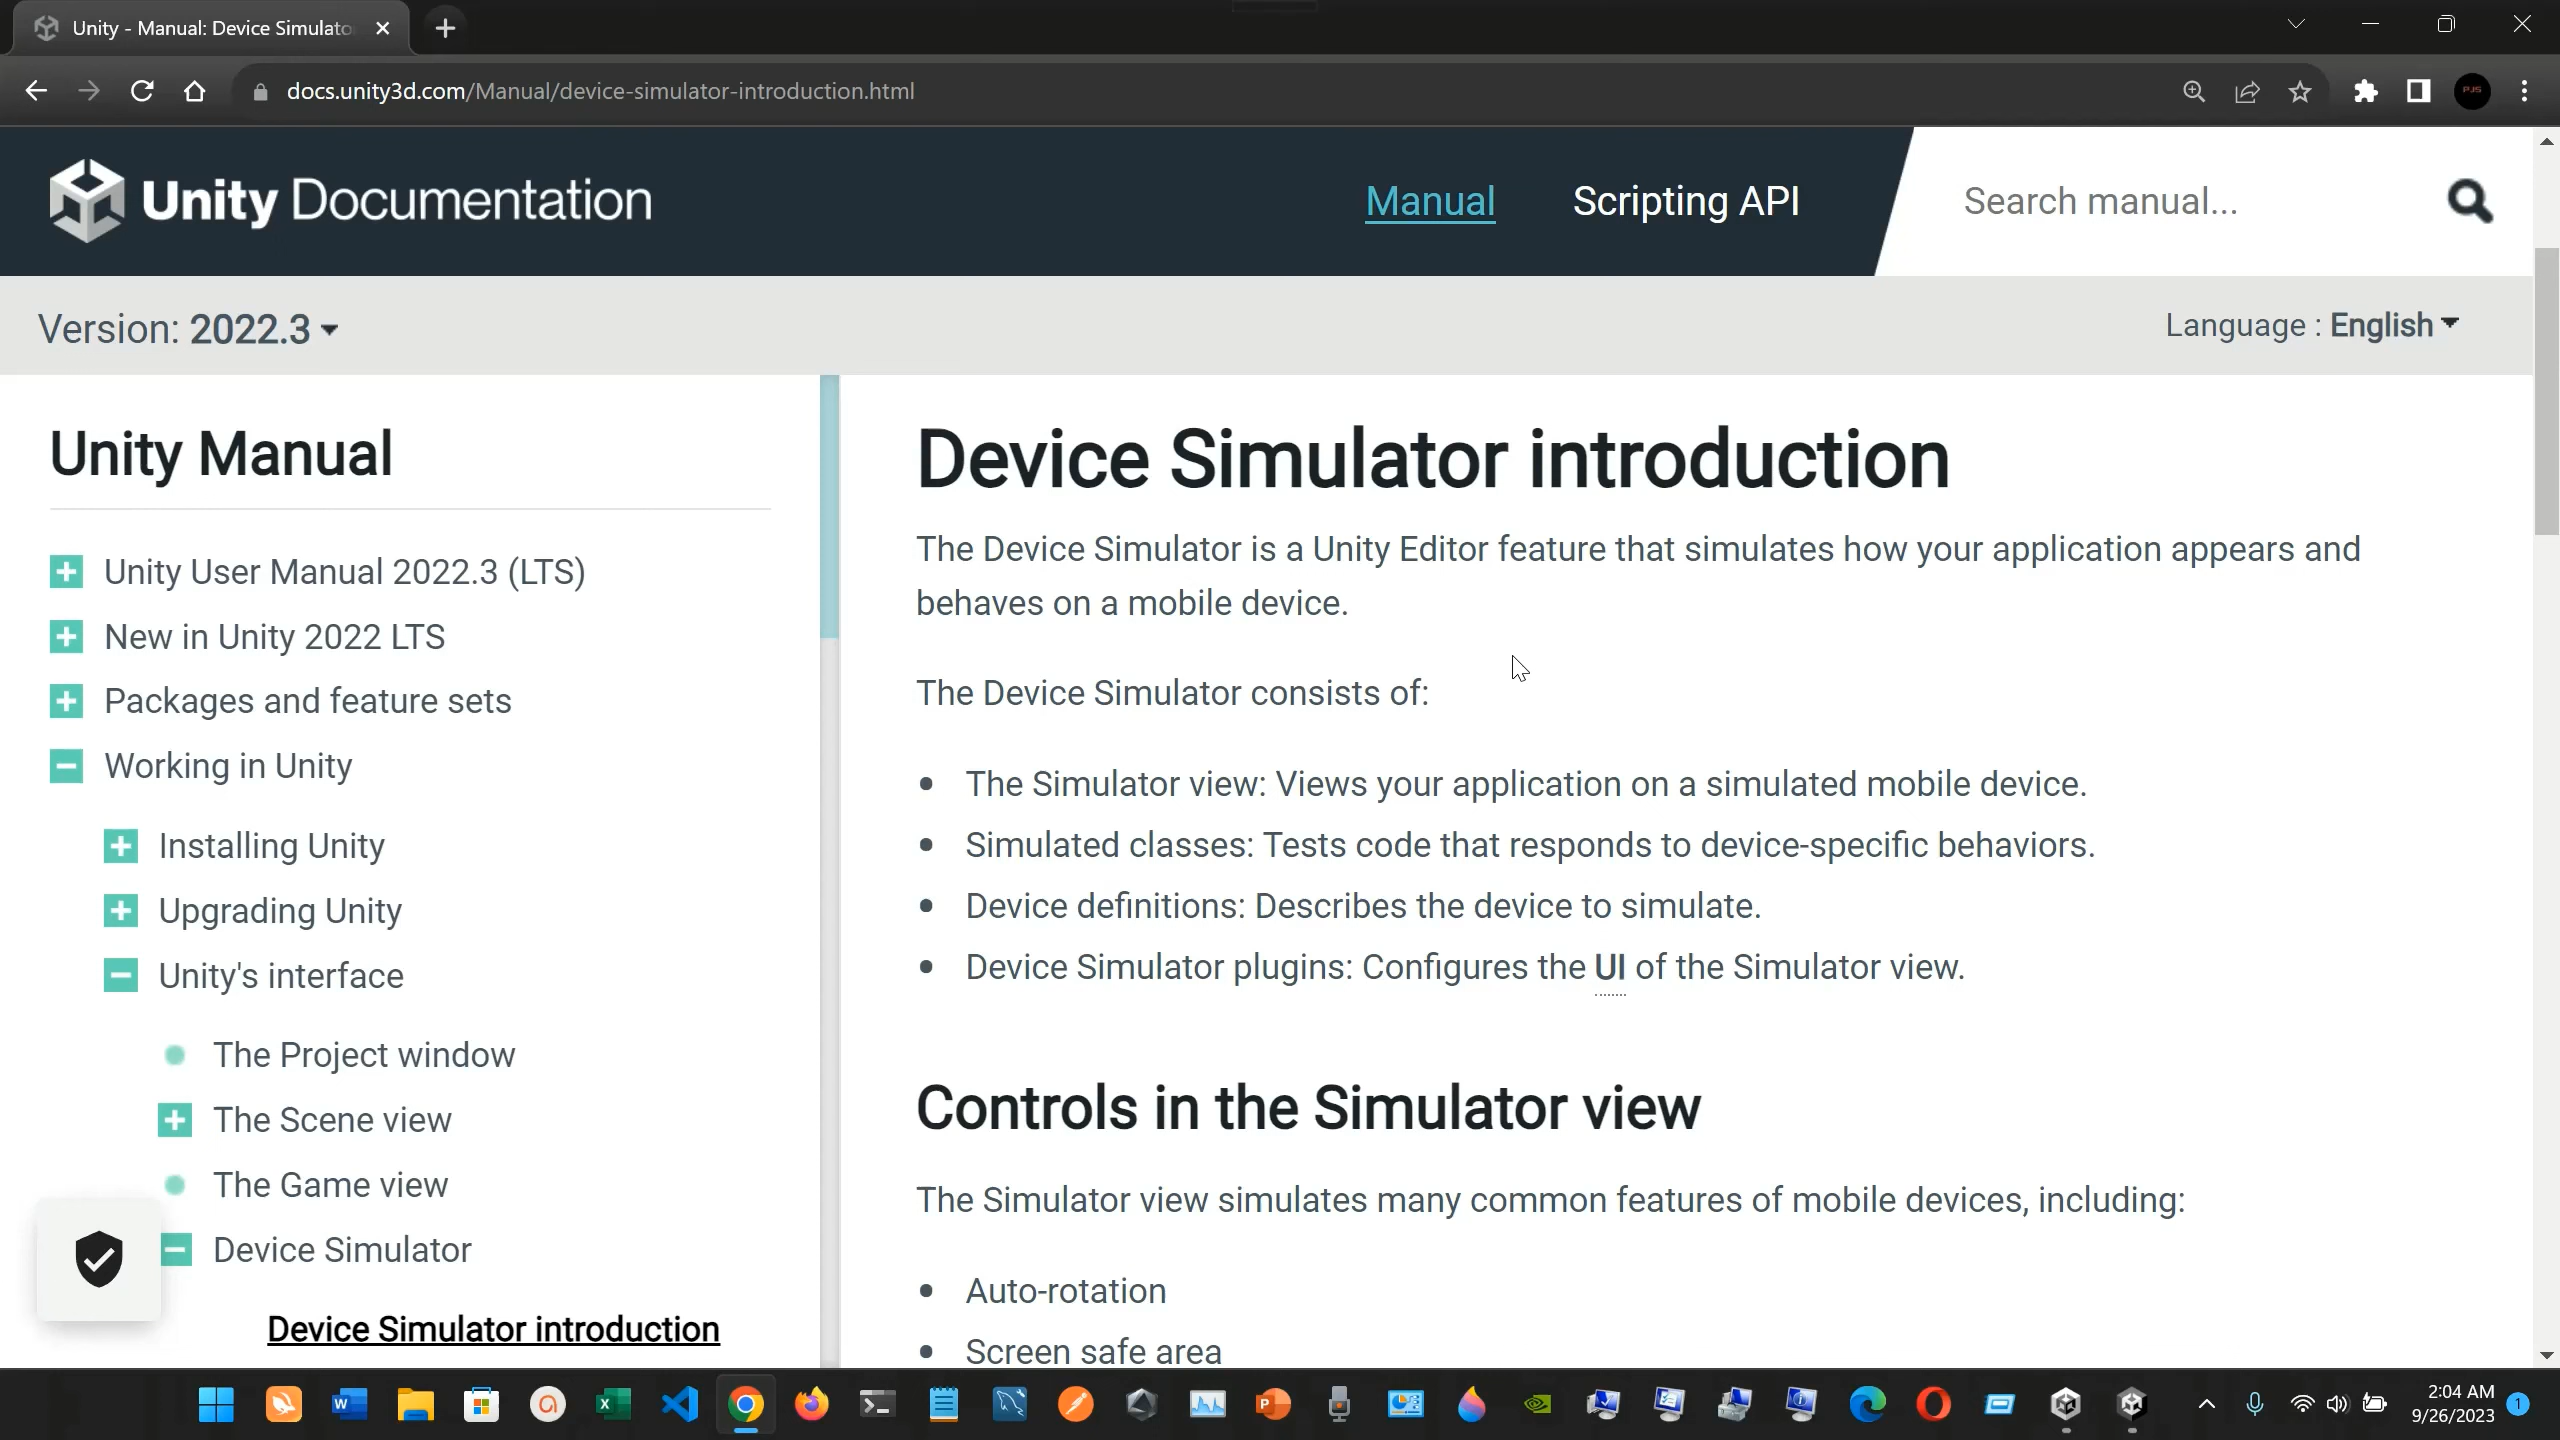 Unity - Manual: Device Simulato
docs.unity3d.com/Manual/device-simulator-introduction.html
PJS
Unity Documentation
Manual
Scripting API
Search manual...
Version: 2022.3
Language : English
Unity Manual
Unity User Manual 2022.3 (LTS)
New in Unity 2022 LTS
Packages and feature sets
Working in Unity
Installing Unity
Upgrading Unity
Unity's interface
The Project window
The Scene view
The Game view
Device Simulator
Device Simulator introduction
Device Simulator introduction
The Device Simulator is a Unity Editor feature that simulates how your application appears and
behaves on a mobile device.
The Device Simulator consists of:
The Simulator view: Views your application on a simulated mobile device.
Simulated classes: Tests code that responds to device-specific behaviors.
Device definitions: Describes the device to simulate.
Device Simulator plugins: Configures the UI of the Simulator view.
Controls in the Simulator view
The Simulator view simulates many common features of mobile devices, including:
Auto-rotation
Screen safe area
2:04 AM
9/26/2023
1